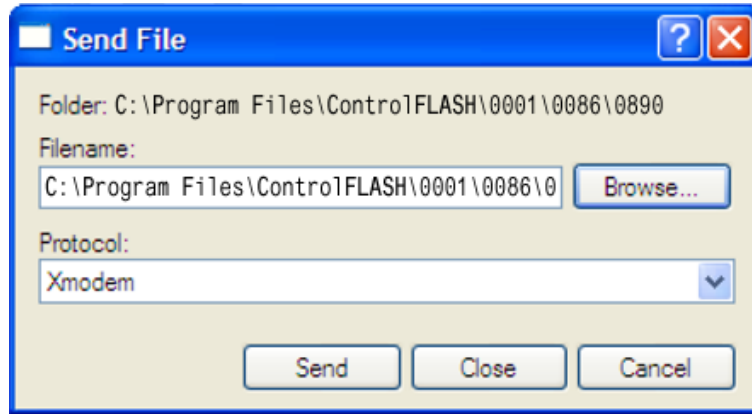 Send File
Folder: C:\Program Files\ControlFLASH\0001\0086\0890
Filename:
C:\Program Files\ControlFLASH\0001\0086\0 Browse...
Protocol:
Xmodem
Send Close Cancel